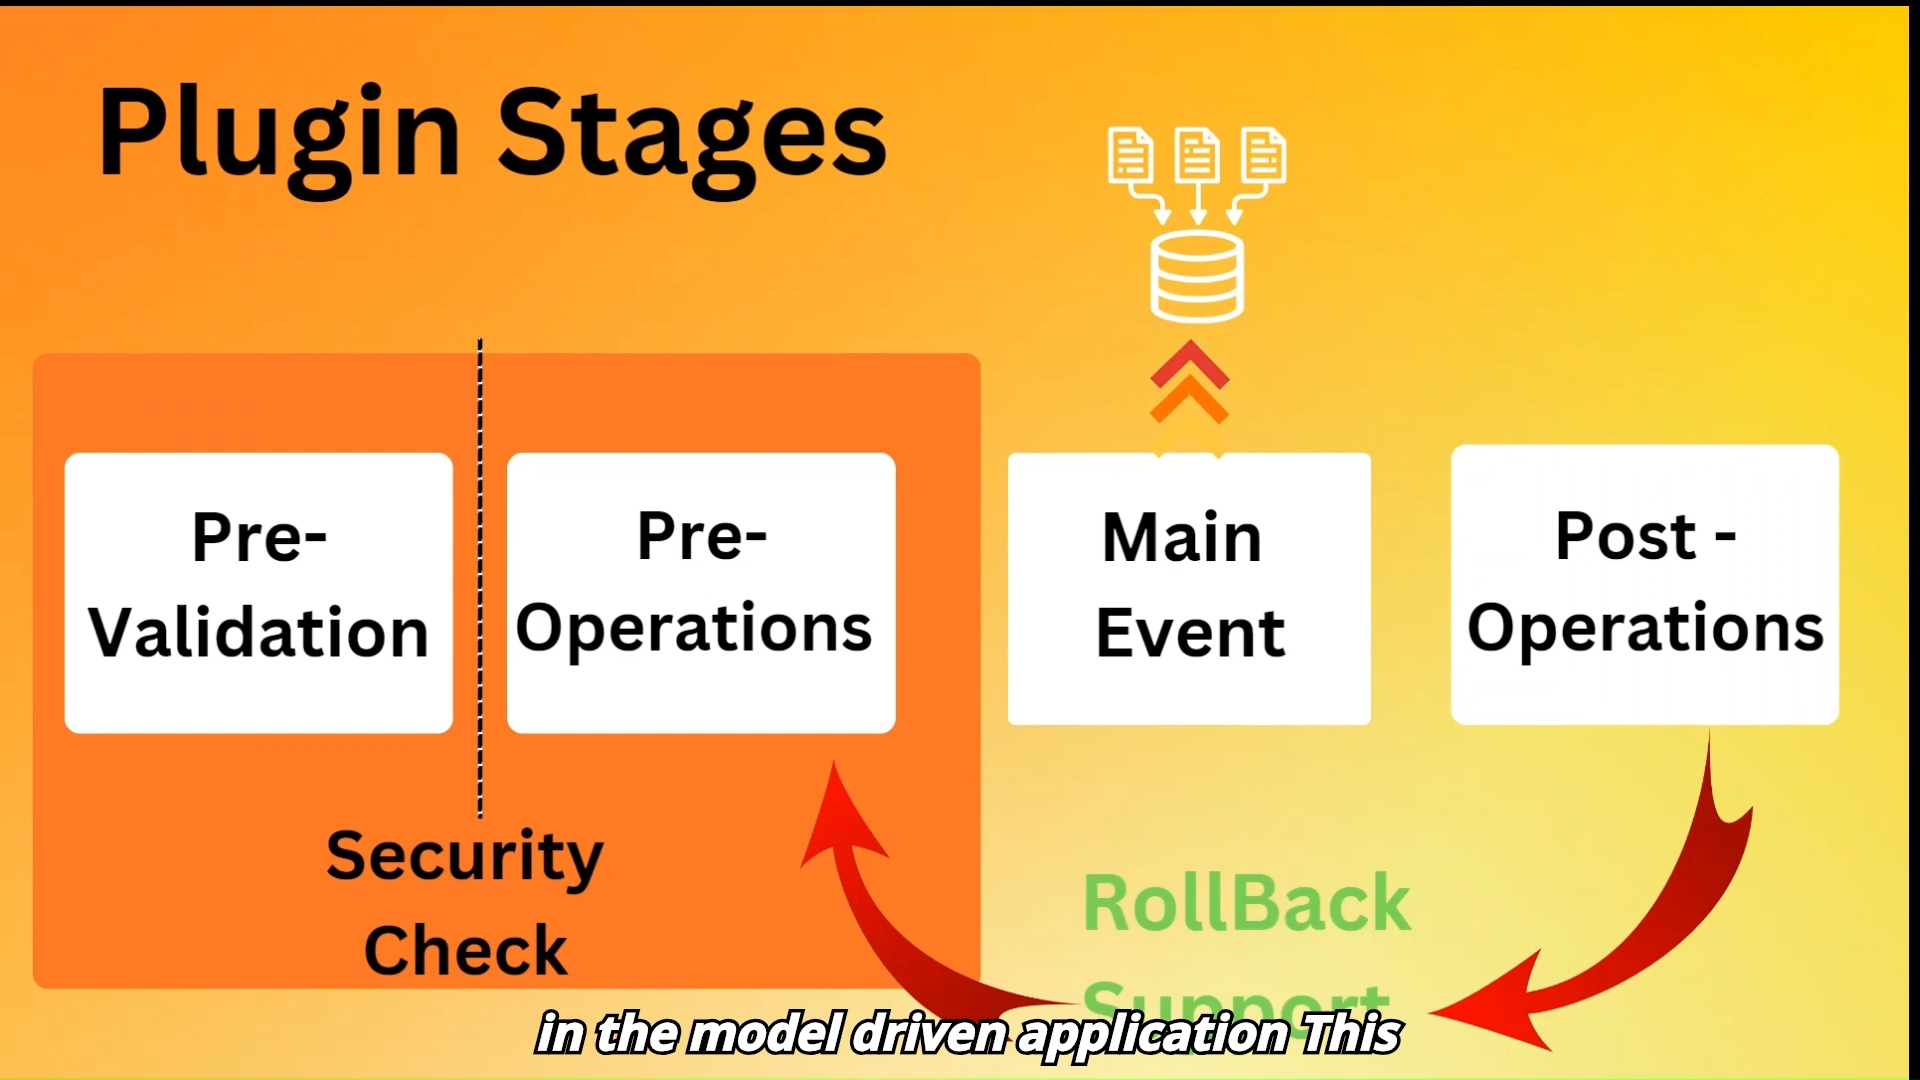 Plugin Stages
Pre-
Validation
Pre-
Operations
Main
Event
Post -
Operations
Security
Check
RollBack
Support
in the model driven application This